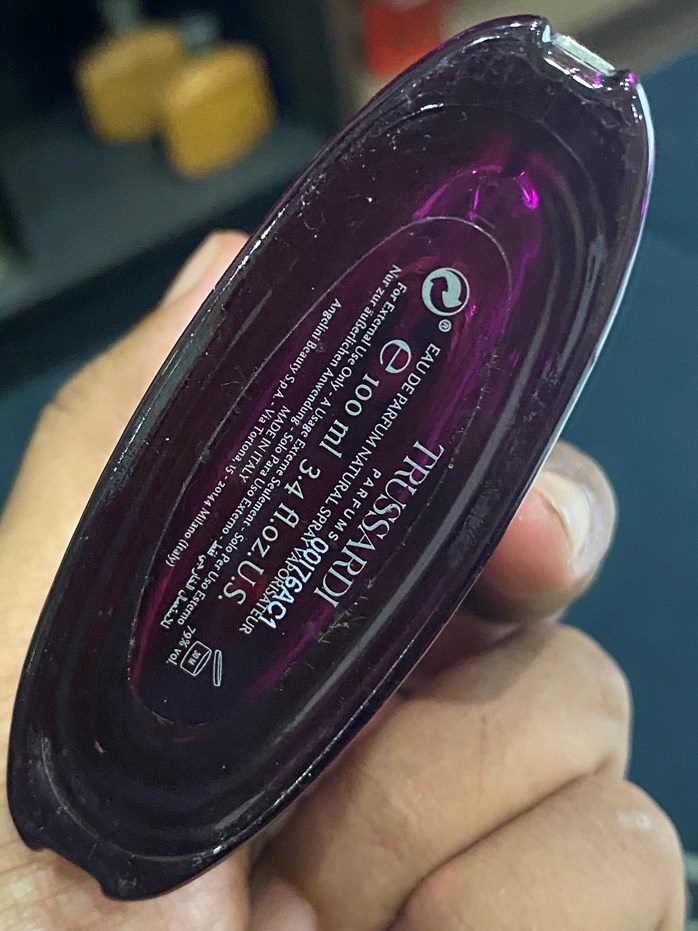 TRUSSARDI
PARFUMS
EAU DE PARFUM NATURAL SPRAY VAPORISATEUR
00I76AC1
e 100 ml 3.4 fl.oz. U.S.
For External Use Only - A Usage Externe Seulement - Solo Per Uso Esterno
Nur zur äußerlichen Anwendung - Solo Para Uso Externo -
79% vol.
MADE IN ITALY
Angelini Beauty S.p.A. - Via Tortona, 15 - 20144 Milano (Italy)